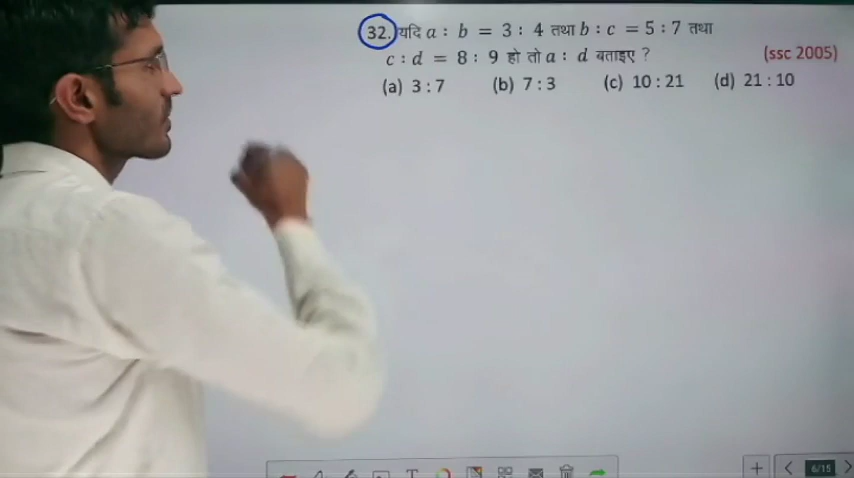 32. यदि a : b = 3 : 4 तथा b : c = 5 : 7 तथा
c : d = 8 : 9 हो तो a : d बताइए ?
(ssc 2005)
(a) 3 : 7 (b) 7 : 3 (c) 10 : 21 (d) 21 : 10
T
+ < 6/15 >